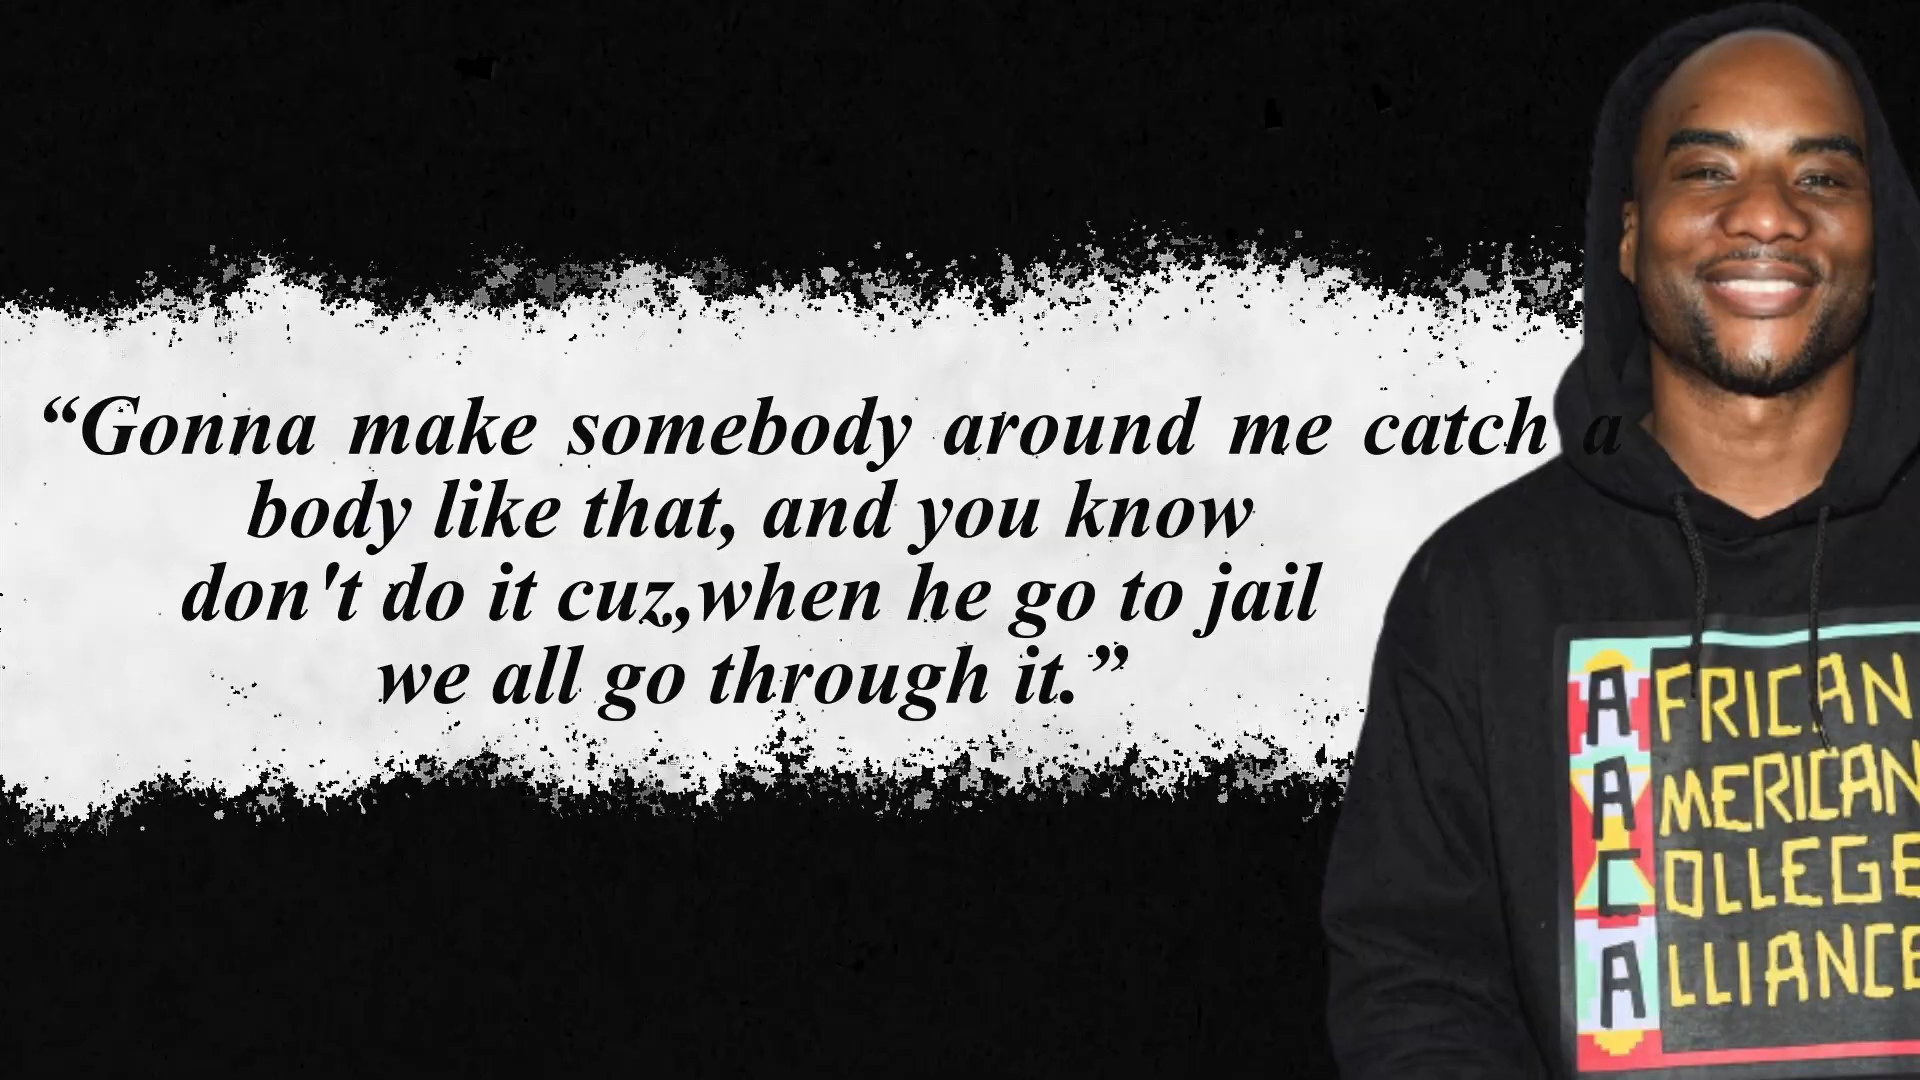 “Gonna make somebody around me catch a
body like that, and you know
don't do it cuz,when he go to jail
we all go through it.”
AFRICAN
AMERICAN
COLLEGE
ALLIANCE